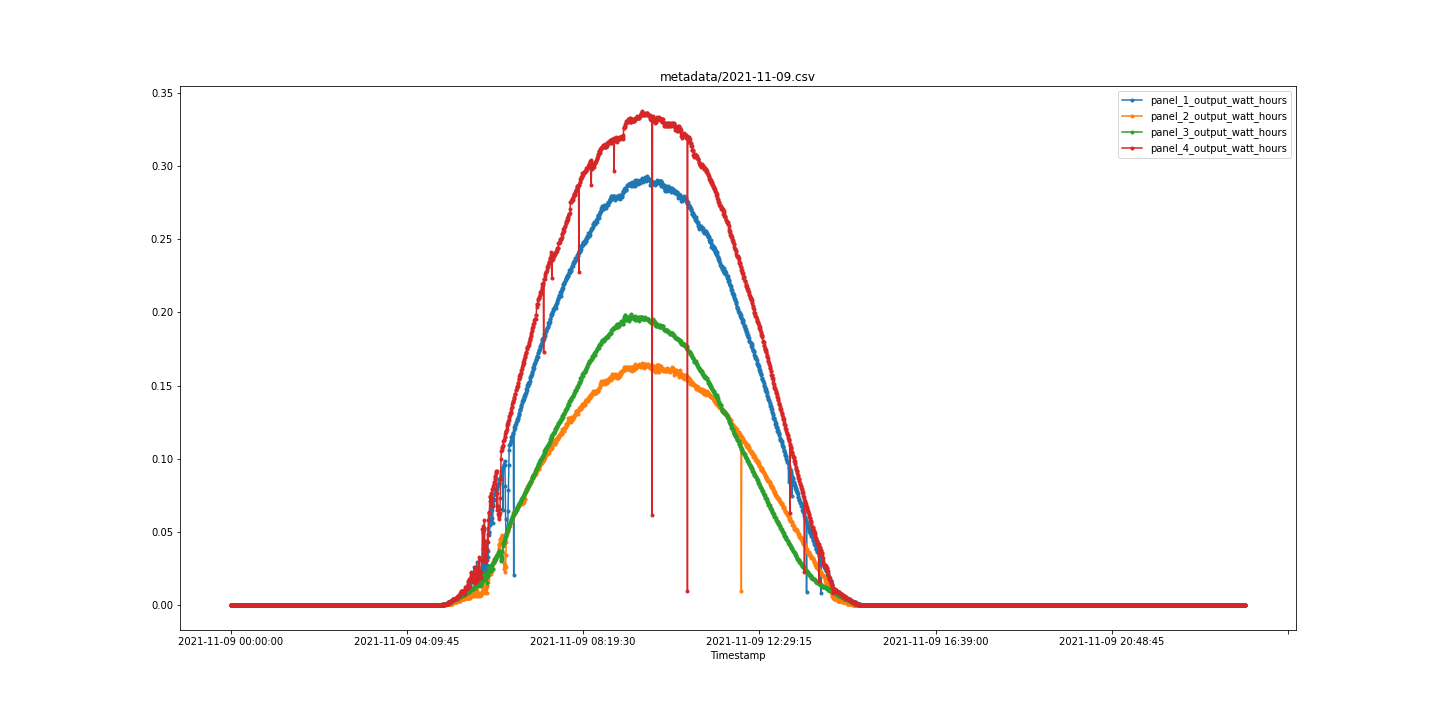 metadata/2021-11-09.csv
panel_1_output_watt_hours
panel_2_output_watt_hours
panel_3_output_watt_hours
panel_4_output_watt_hours
0.35
0.30
0.25
0.20
0.15
0.10
0.05
0.00
2021-11-09 00:00:00 2021-11-09 04:09:45 2021-11-09 08:19:30 2021-11-09 12:29:15 2021-11-09 16:39:00 2021-11-09 20:48:45
Timestamp